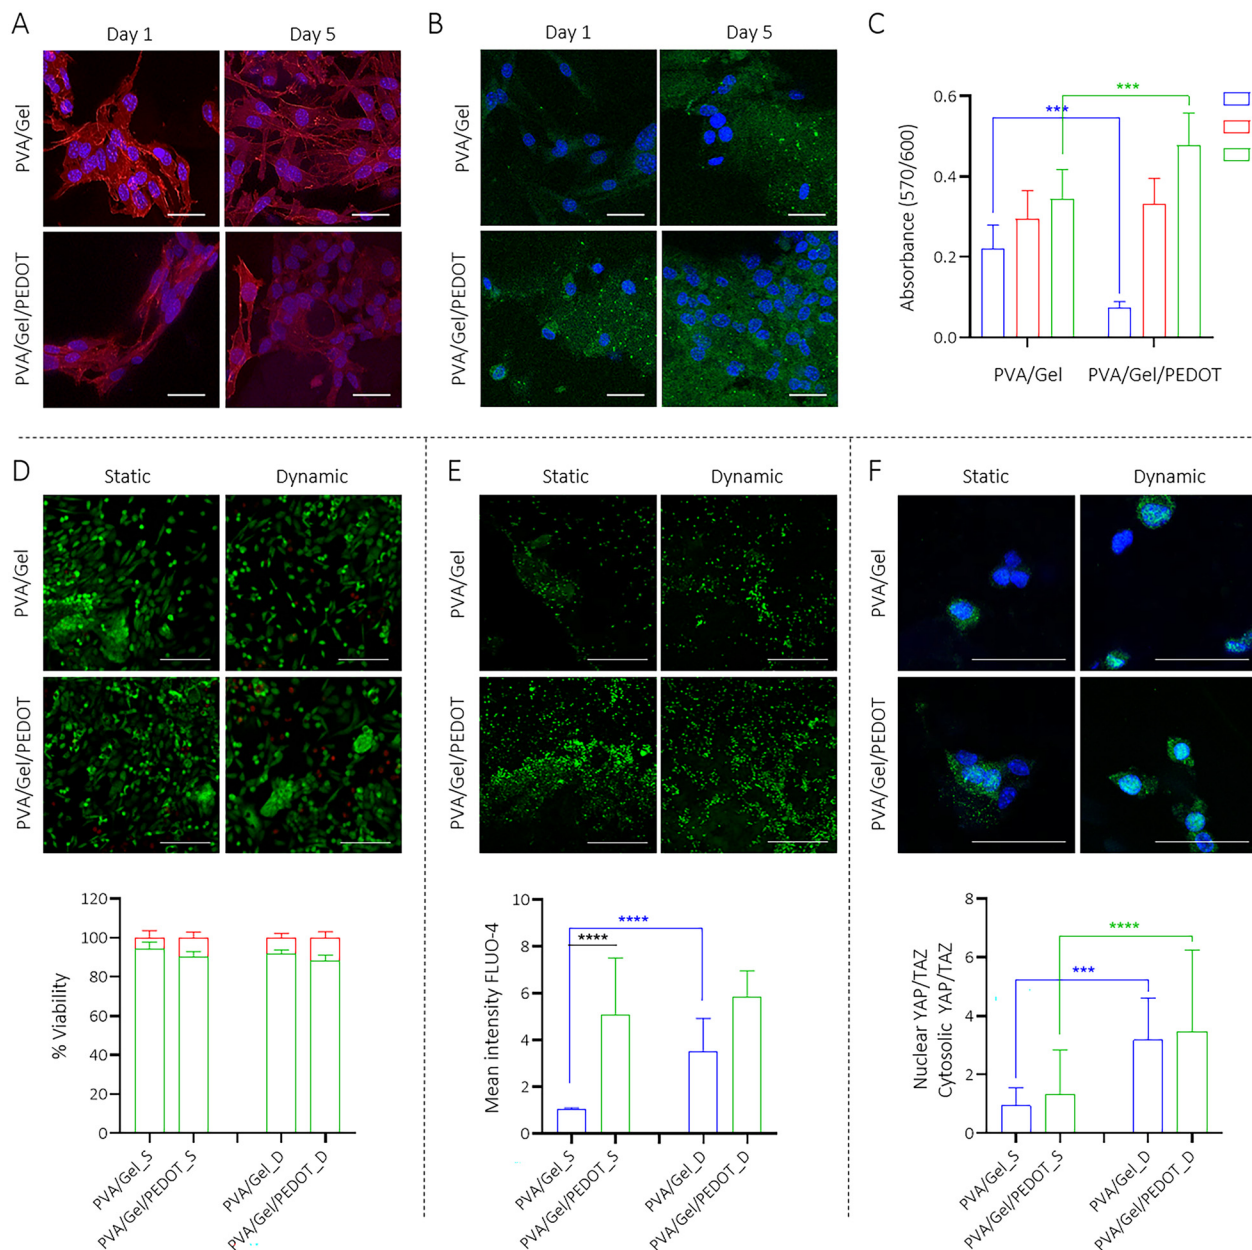 A
Day 1
Day 5
PVA/Gel
PVA/Gel/PEDOT
B
Day 1
Day 5
PVA/Gel
PVA/Gel/PEDOT
C
Absorbance (570/600)
0.6
0.4
0.2
0.0
***
***
PVA/Gel
PVA/Gel/PEDOT
D
Static
Dynamic
PVA/Gel
PVA/Gel/PEDOT
% Viability
120
100
80
60
40
20
0
PVA/Gel_S
PVA/Gel/PEDOT_S
PVA/Gel_D
PVA/Gel/PEDOT_D
E
Static
Dynamic
PVA/Gel
PVA/Gel/PEDOT
Mean intensity FLUO-4
10
8
6
4
2
0
****
****
PVA/Gel_S
PVA/Gel/PEDOT_S
PVA/Gel_D
PVA/Gel/PEDOT_D
F
Static
Dynamic
PVA/Gel
PVA/Gel/PEDOT
Nuclear YAP/TAZ
Cytosolic YAP/TAZ
8
6
4
2
0
***
****
PVA/Gel_S
PVA/Gel/PEDOT_S
PVA/Gel_D
PVA/Gel/PEDOT_D